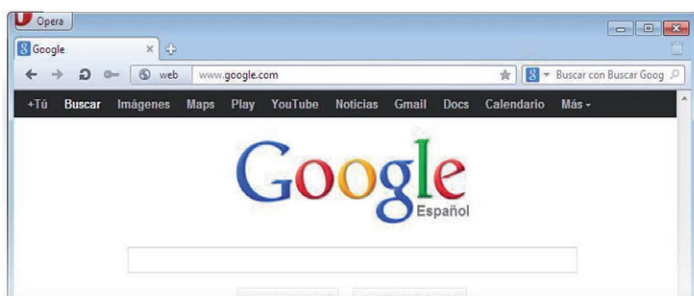 Opera
Google
web www.google.com Buscar con Buscar Goog
+Tú Buscar Imágenes Maps Play YouTube Noticias Gmail Docs Calendario Más
Google
Español